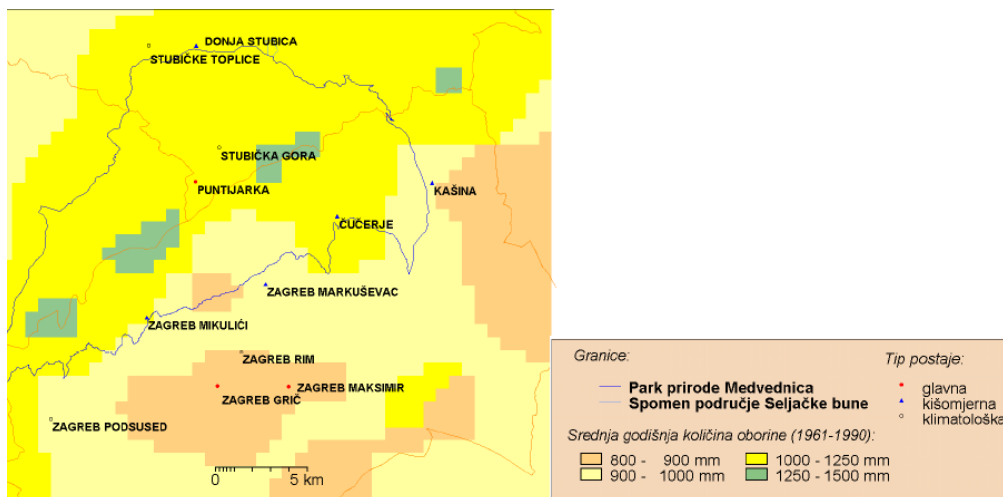 DONJA STUBICA
STUBIČKE TOPLICE
STUBIČKA GORA
PUNTIJARKA
KAŠINA
ČUČERJE
ZAGREB MARKUŠEVAC
ZAGREB MIKULIĆI
ZAGREB RIM
ZAGREB MAKSIMIR
ZAGREB GRIČ
ZAGREB PODSUSED
0 5 km
Granice:
Park prirode Medvednica
Spomen područje Seljačke bune
Tip postaje:
glavna
kišomjerna
klimatološka
Srednja godišnja količina oborine (1961-1990):
800 - 900 mm
900 - 1000 mm
1000 - 1250 mm
1250 - 1500 mm